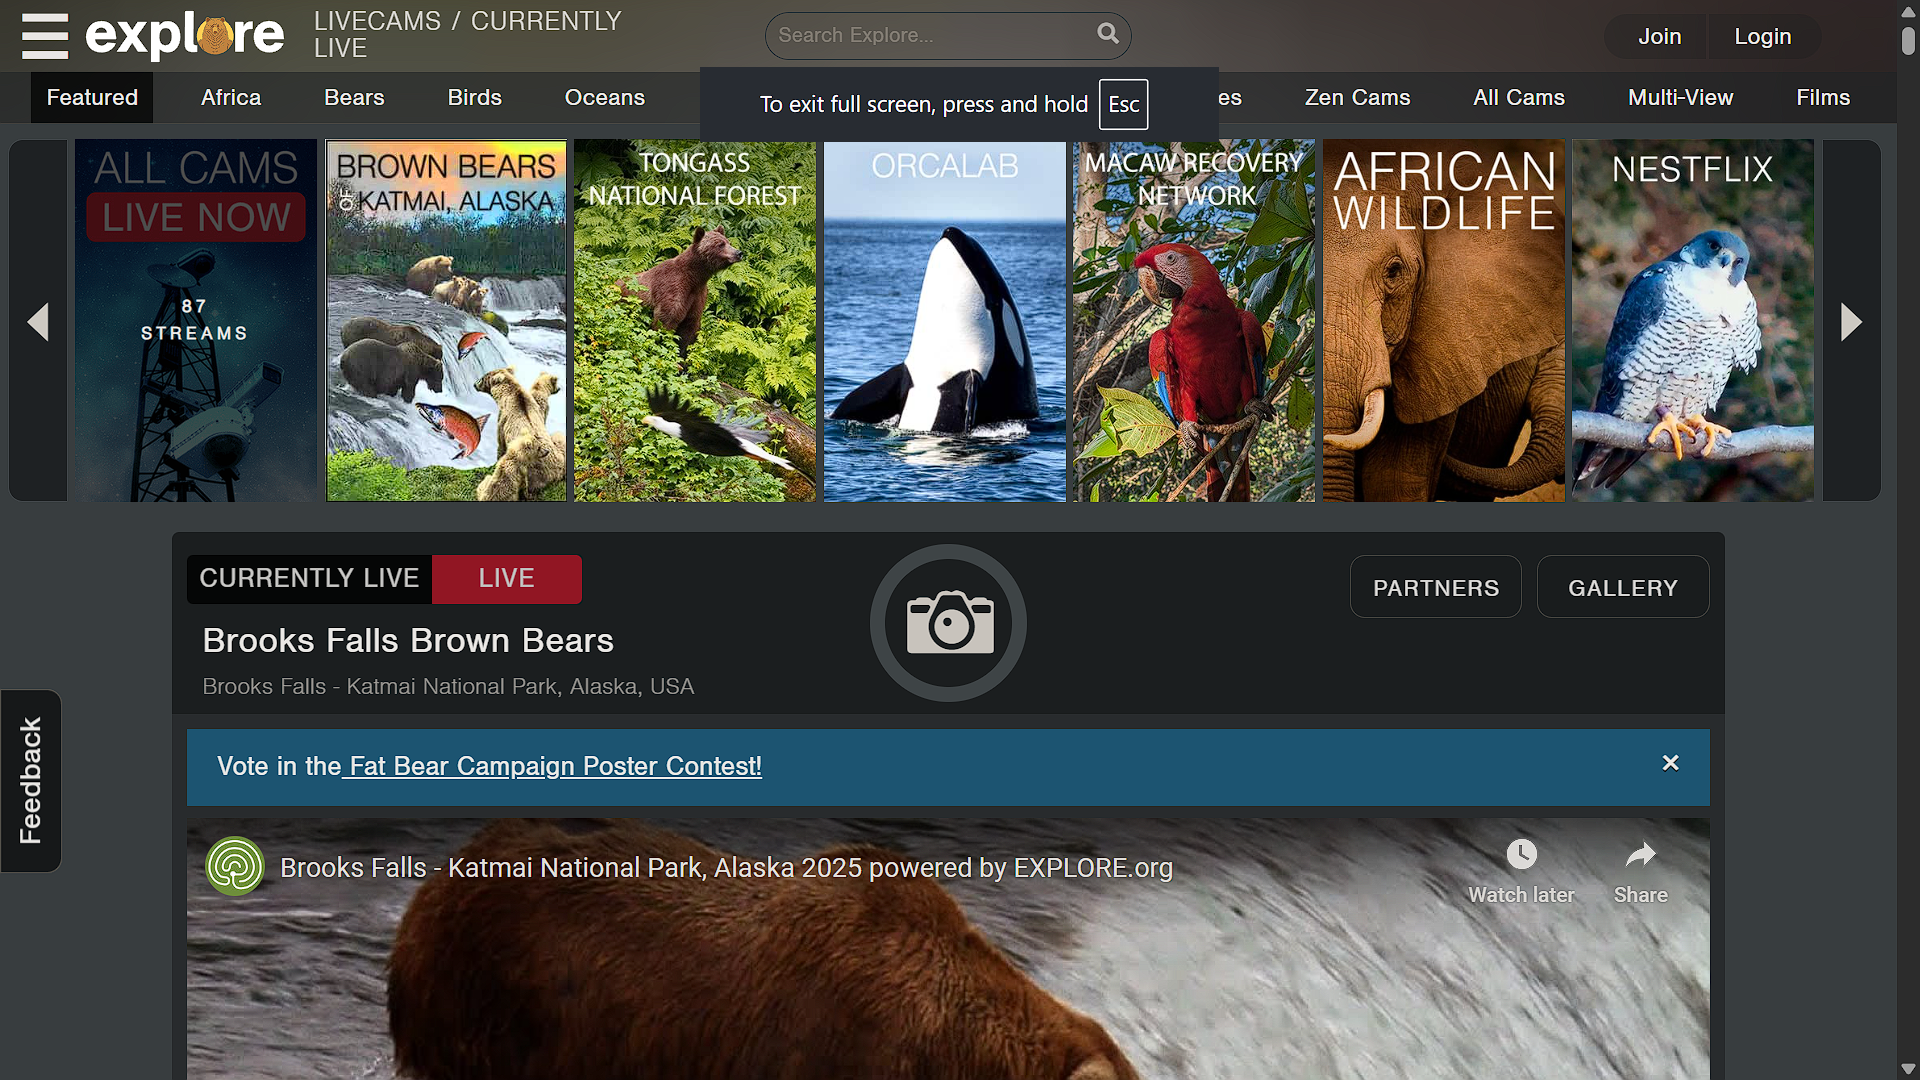 explore
LIVECAMS / CURRENTLY
LIVE
Search Explore...
Join
Login
Featured
Africa
Bears
Birds
Oceans
To exit full screen, press and hold Esc
es
Zen Cams
All Cams
Multi-View
Films
ALL CAMS
LIVE NOW
87
STREAMS
BROWN BEARS
OF KATMAI, ALASKA
TONGASS
NATIONAL FOREST
ORCALAB
MACAW RECOVERY
NETWORK
AFRICAN
WILDLIFE
NESTFLIX
CURRENTLY LIVE
LIVE
PARTNERS
GALLERY
Brooks Falls Brown Bears
Brooks Falls - Katmai National Park, Alaska, USA
Feedback
Vote in the Fat Bear Campaign Poster Contest!
Brooks Falls - Katmai National Park, Alaska 2025 powered by EXPLORE.org
Watch later
Share